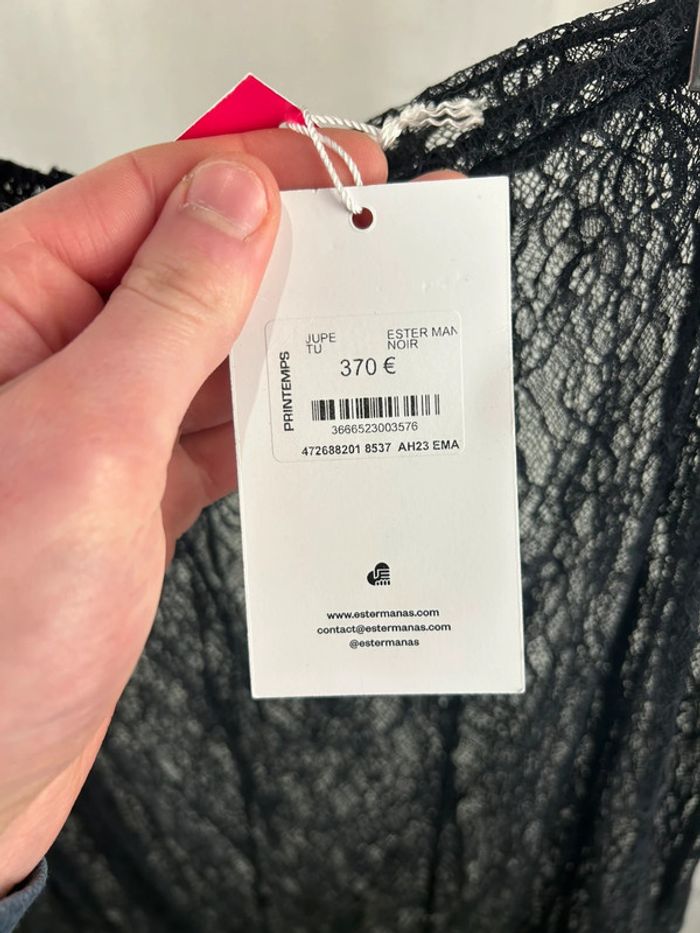 PRINTEMPS
JUPE ESTER MAN
TU NOIR
370 €
3666523003576
472688201 8537 AH23 EMA
www.estermanas.com
contact@estermanas.com
@estermanas